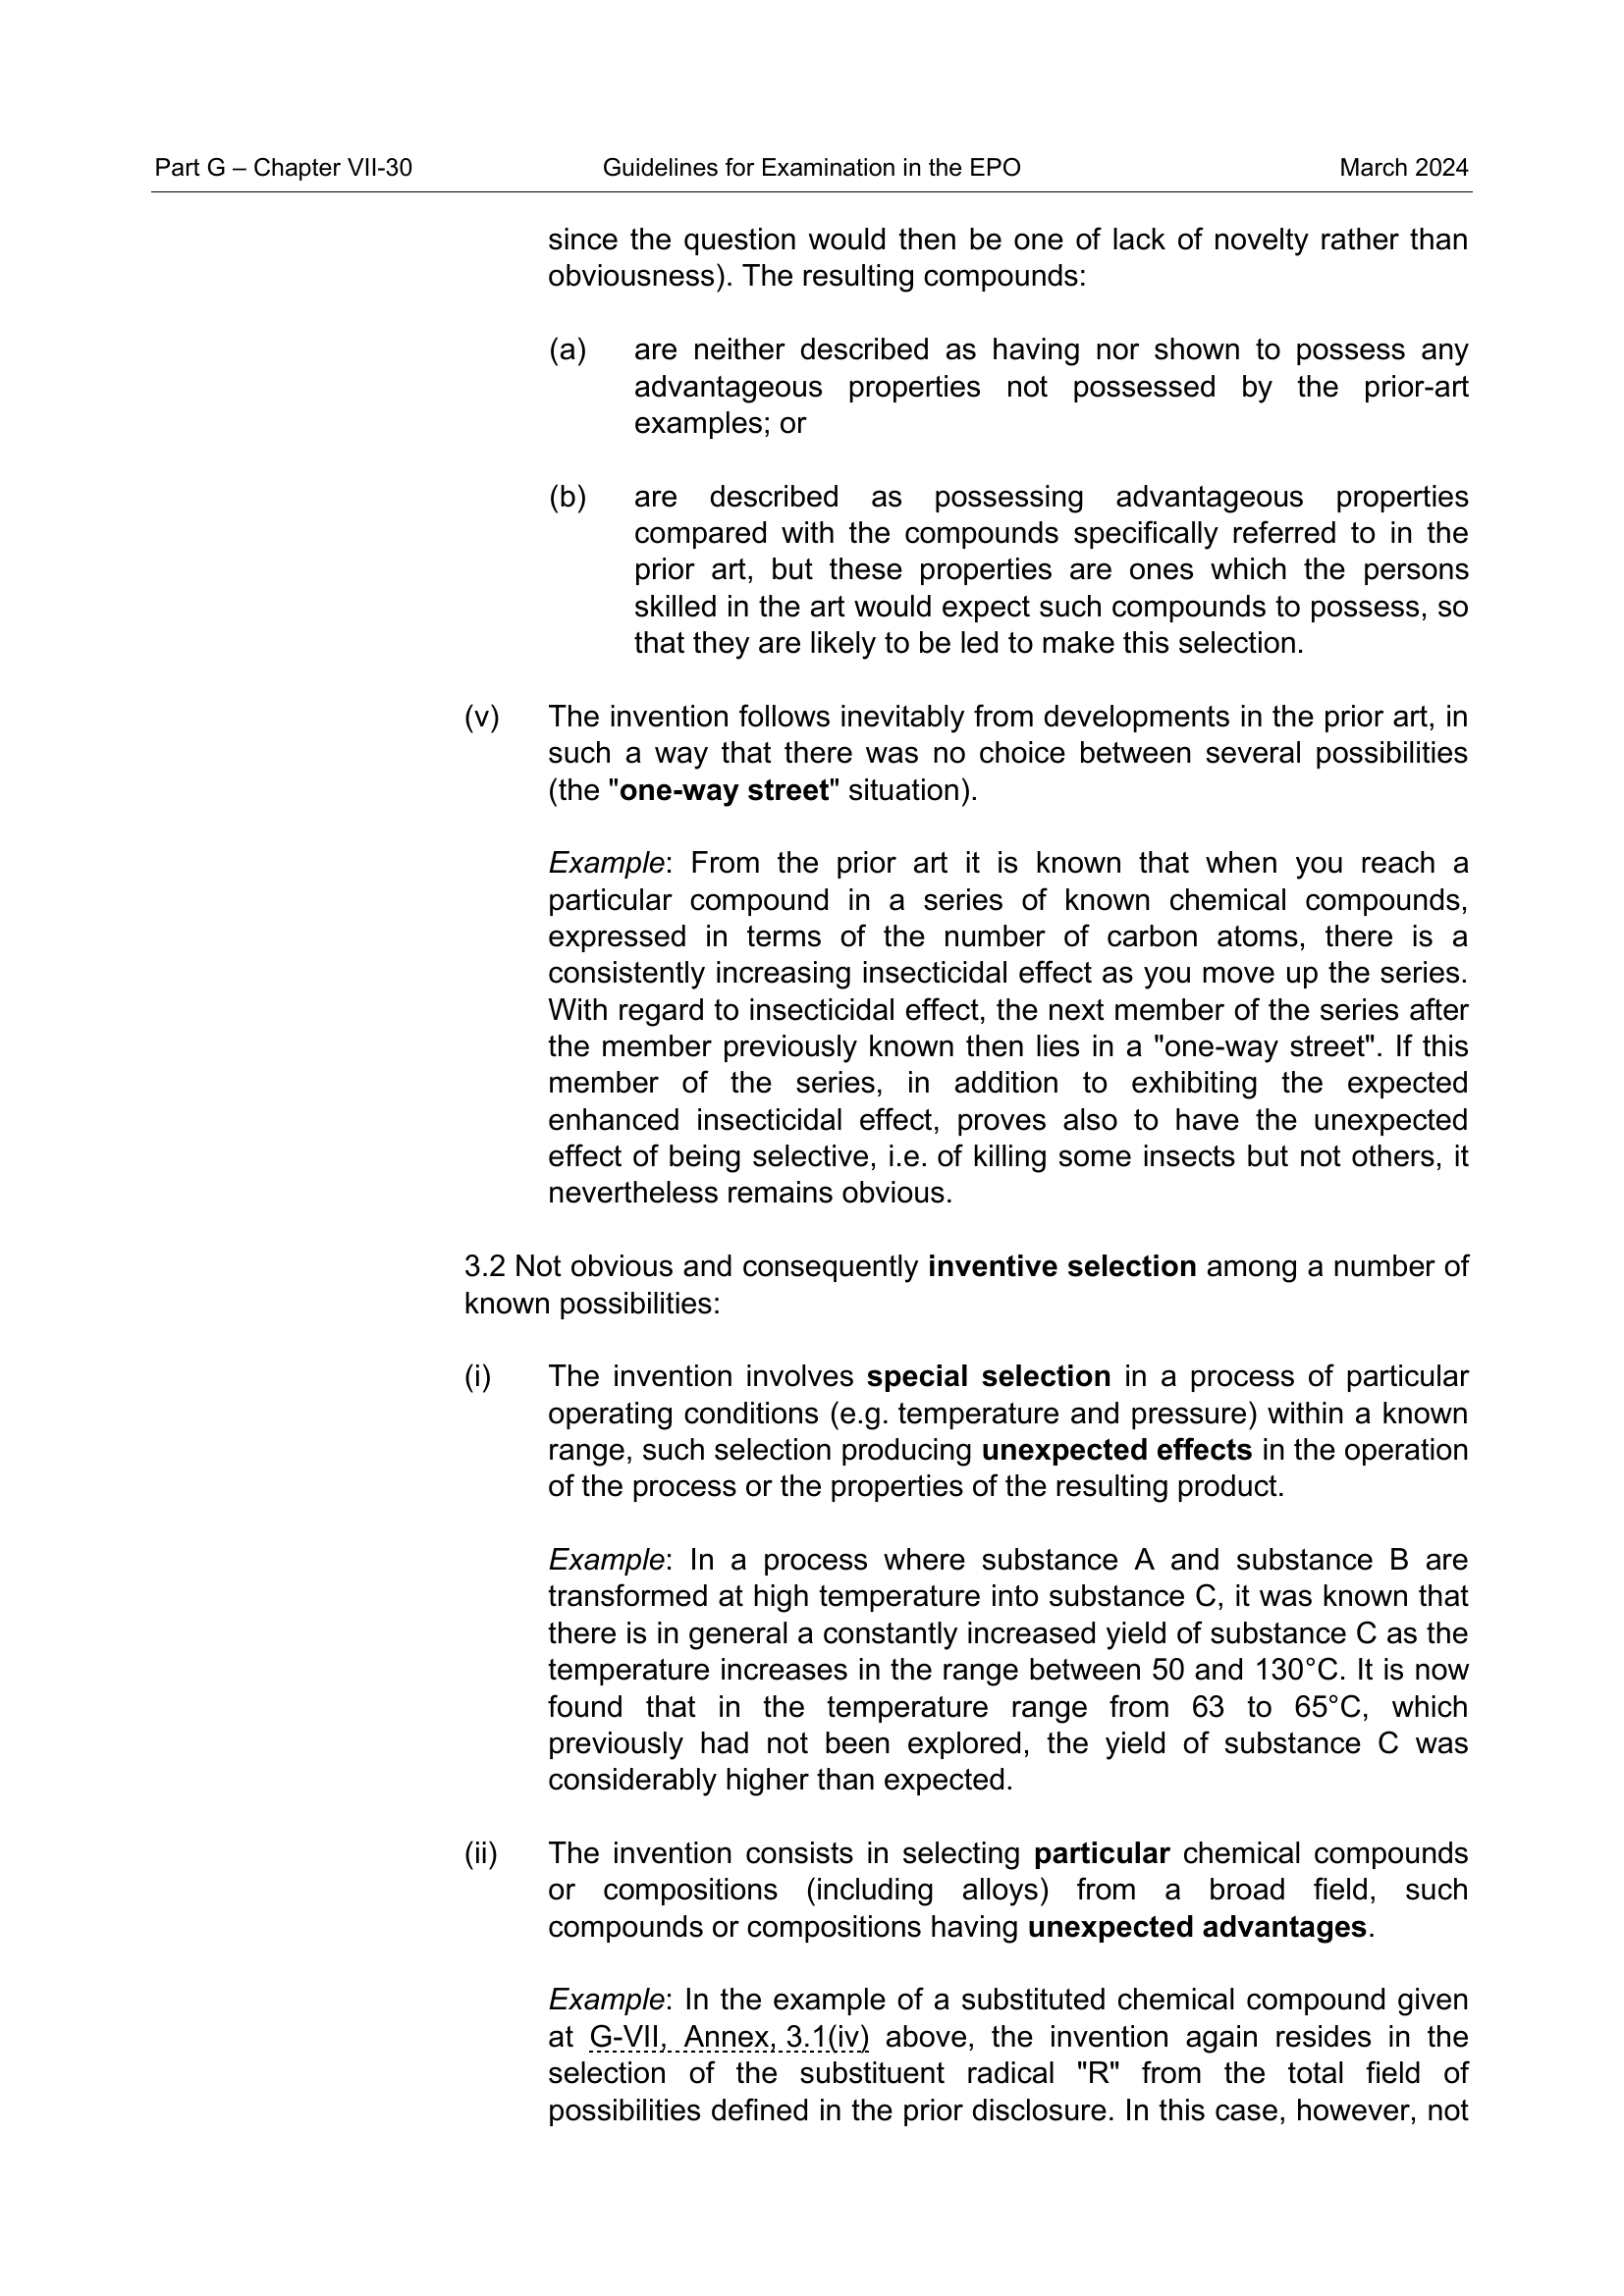 Part G – Chapter VII-30 Guidelines for Examination in the EPO March 2024
since the question would then be one of lack of novelty rather than
obviousness). The resulting compounds:
(a) are neither described as having nor shown to possess any
advantageous properties not possessed by the prior-art
examples; or
(b) are described as possessing advantageous properties
compared with the compounds specifically referred to in the
prior art, but these properties are ones which the persons
skilled in the art would expect such compounds to possess, so
that they are likely to be led to make this selection.
(v) The invention follows inevitably from developments in the prior art, in
such a way that there was no choice between several possibilities
(the "one-way street" situation).
Example: From the prior art it is known that when you reach a
particular compound in a series of known chemical compounds,
expressed in terms of the number of carbon atoms, there is a
consistently increasing insecticidal effect as you move up the series.
With regard to insecticidal effect, the next member of the series after
the member previously known then lies in a "one-way street". If this
member of the series, in addition to exhibiting the expected
enhanced insecticidal effect, proves also to have the unexpected
effect of being selective, i.e. of killing some insects but not others, it
nevertheless remains obvious.
3.2 Not obvious and consequently inventive selection among a number of
known possibilities:
(i) The invention involves special selection in a process of particular
operating conditions (e.g. temperature and pressure) within a known
range, such selection producing unexpected effects in the operation
of the process or the properties of the resulting product.
Example: In a process where substance A and substance B are
transformed at high temperature into substance C, it was known that
there is in general a constantly increased yield of substance C as the
temperature increases in the range between 50 and 130°C. It is now
found that in the temperature range from 63 to 65°C, which
previously had not been explored, the yield of substance C was
considerably higher than expected.
(ii) The invention consists in selecting particular chemical compounds
or compositions (including alloys) from a broad field, such
compounds or compositions having unexpected advantages.
Example: In the example of a substituted chemical compound given
at G-VII, Annex, 3.1(iv) above, the invention again resides in the
selection of the substituent radical "R" from the total field of
possibilities defined in the prior disclosure. In this case, however, not